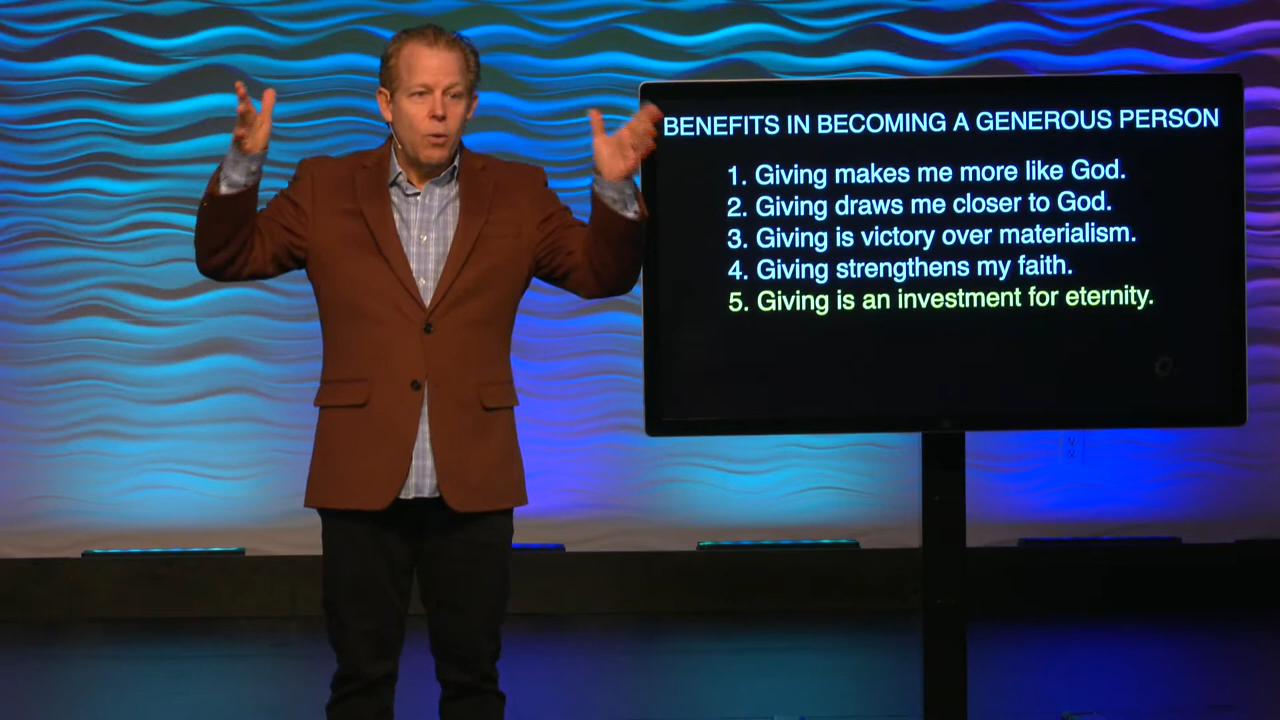 BENEFITS IN BECOMING A GENEROUS PERSON
1. Giving makes me more like God.
2. Giving draws me closer to God.
3. Giving is victory over materialism.
4. Giving strengthens my faith.
5. Giving is an investment for eternity.